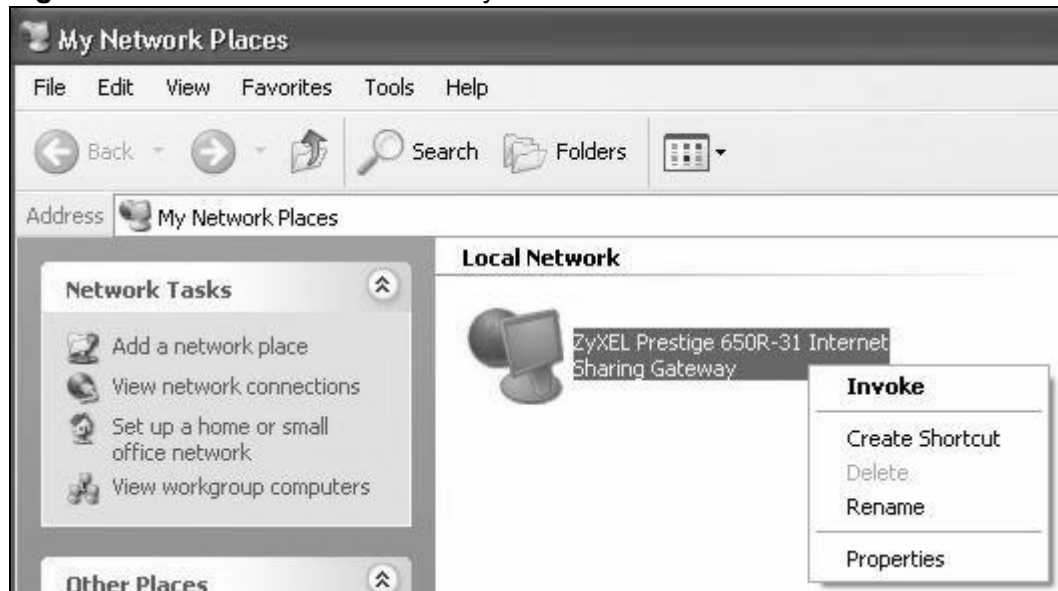 My Network Places
File Edit View Favorites Tools Help
Back Search Folders
Address My Network Places
Network Tasks
Add a network place
View network connections
Set up a home or small
office network
View workgroup computers
Other Places
Local Network
ZyXEL Prestige 650R-31 Internet
Sharing Gateway
Invoke
Create Shortcut
Delete
Rename
Properties